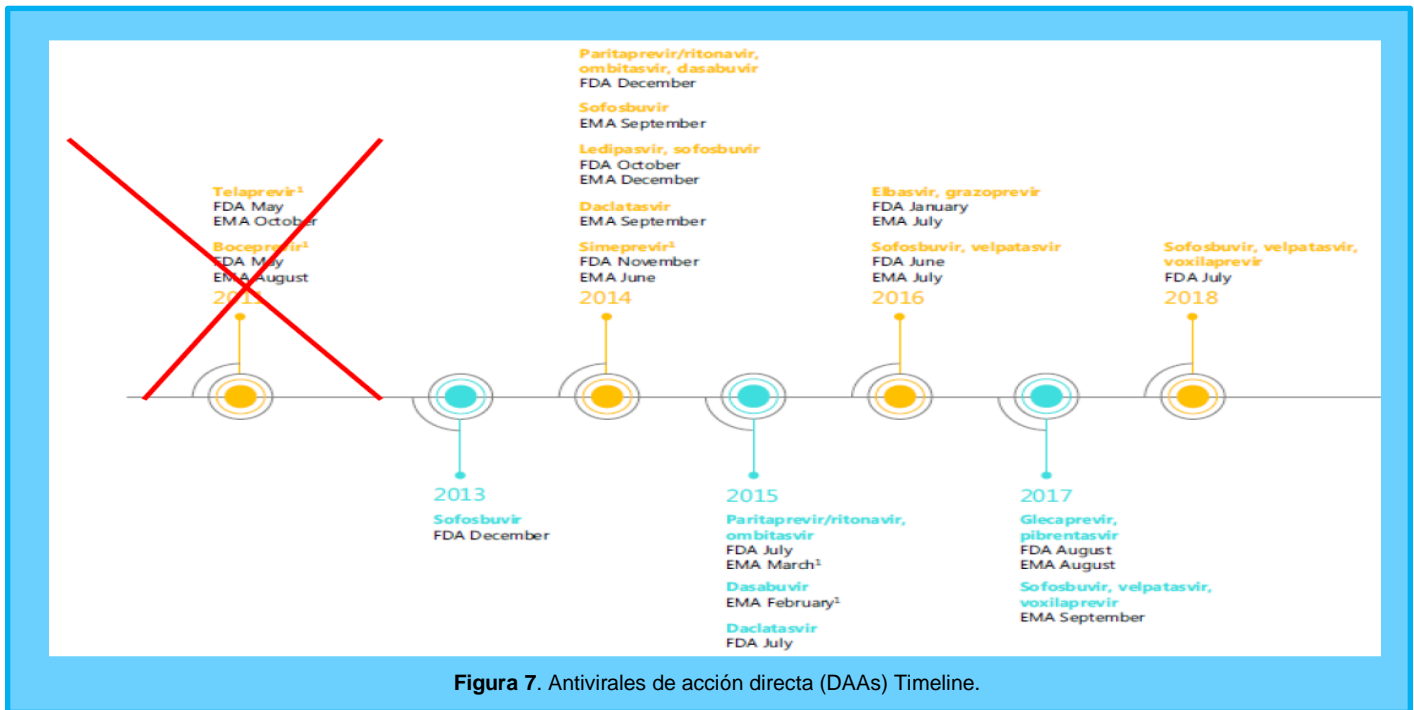 Telaprevir¹
FDA May
EMA October
Boceprevir¹
FDA May
EMA August
2011
2013
Sofosbuvir
FDA December
Paritaprevir/ritonavir,
ombitasvir, dasabuvir
FDA December
Sofosbuvir
EMA September
Ledipasvir, sofosbuvir
FDA October
EMA December
Daclatasvir
EMA September
Simeprevir¹
FDA November
EMA June
2014
2015
Paritaprevir/ritonavir,
ombitasvir
FDA July
EMA March¹
Dasabuvir
EMA February¹
Daclatasvir
FDA July
Elbasvir, grazoprevir
FDA January
EMA July
Sofosbuvir, velpatasvir
FDA June
EMA July
2016
2017
Glecaprevir,
pibrentasvir
FDA August
EMA August
Sofosbuvir, velpatasvir,
voxilaprevir
EMA September
Sofosbuvir, velpatasvir,
voxilaprevir
FDA July
2018
Figura 7. Antivirales de acción directa (DAAs) Timeline.